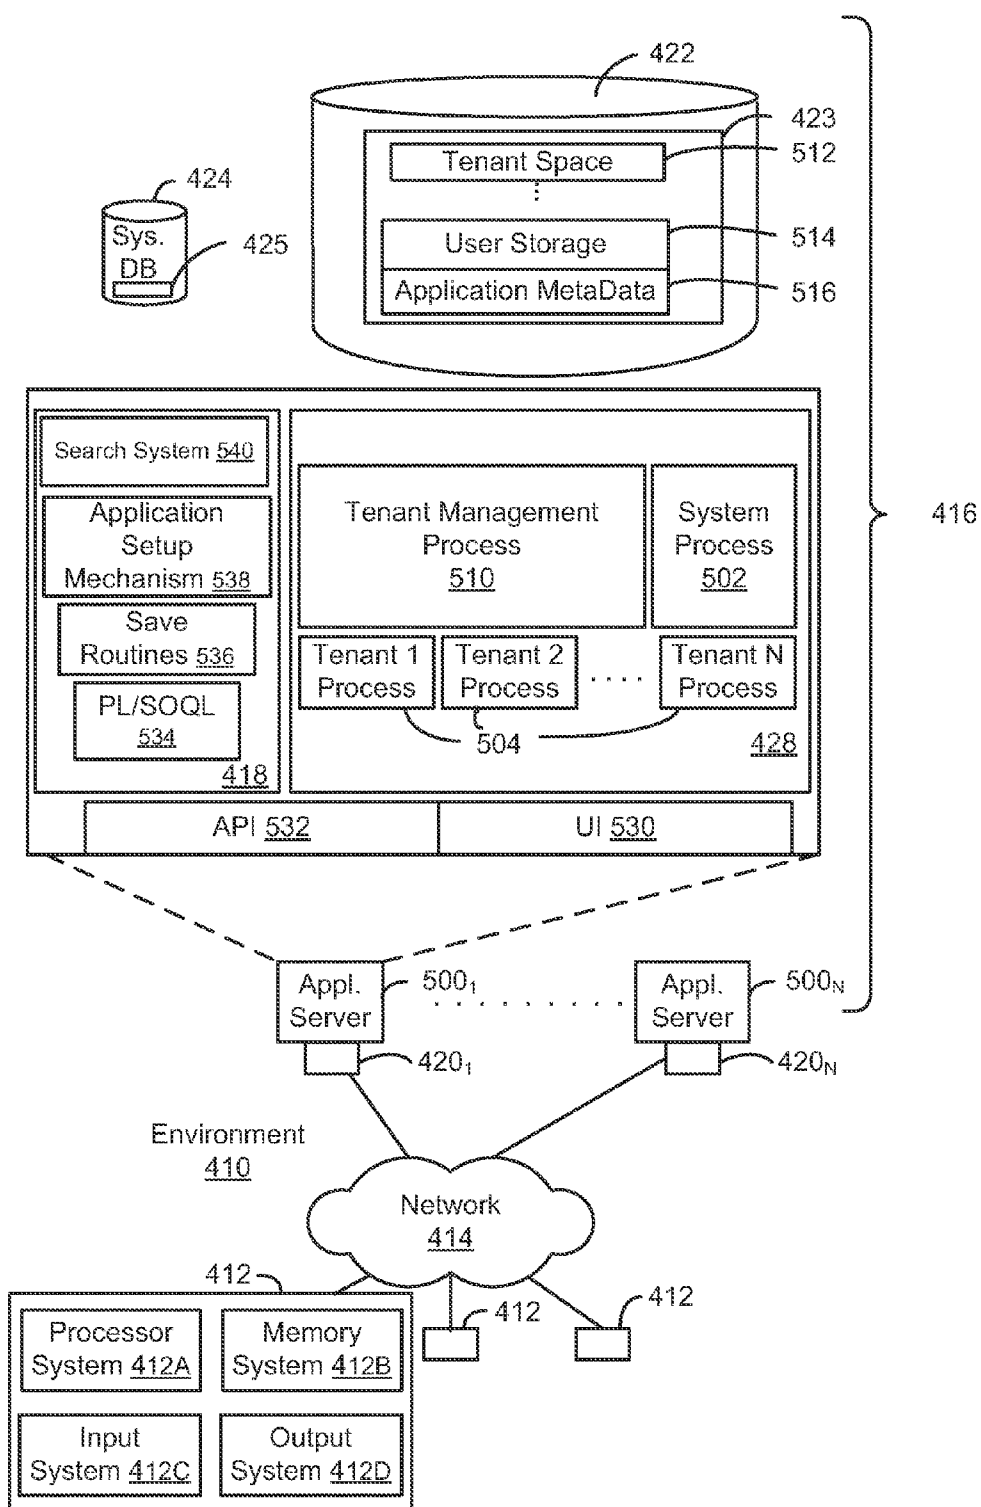 422
423
Tenant Space
512
424
Sys.
DB
425
User Storage
514
Application MetaData
516
Search System 540
Application
Setup
Mechanism 538
Save
Routines 536
PL/SOQL
534
418
Tenant Management
Process
510
System
Process
502
Tenant 1
Process
Tenant 2
Process
Tenant N
Process
504
428
416
API 532
UI 530
Appl.
Server
500₁
420₁
Appl.
Server
500N
420N
Environment
410
Network
414
412
Processor
System 412A
Memory
System 412B
Input
System 412C
Output
System 412D
412
412